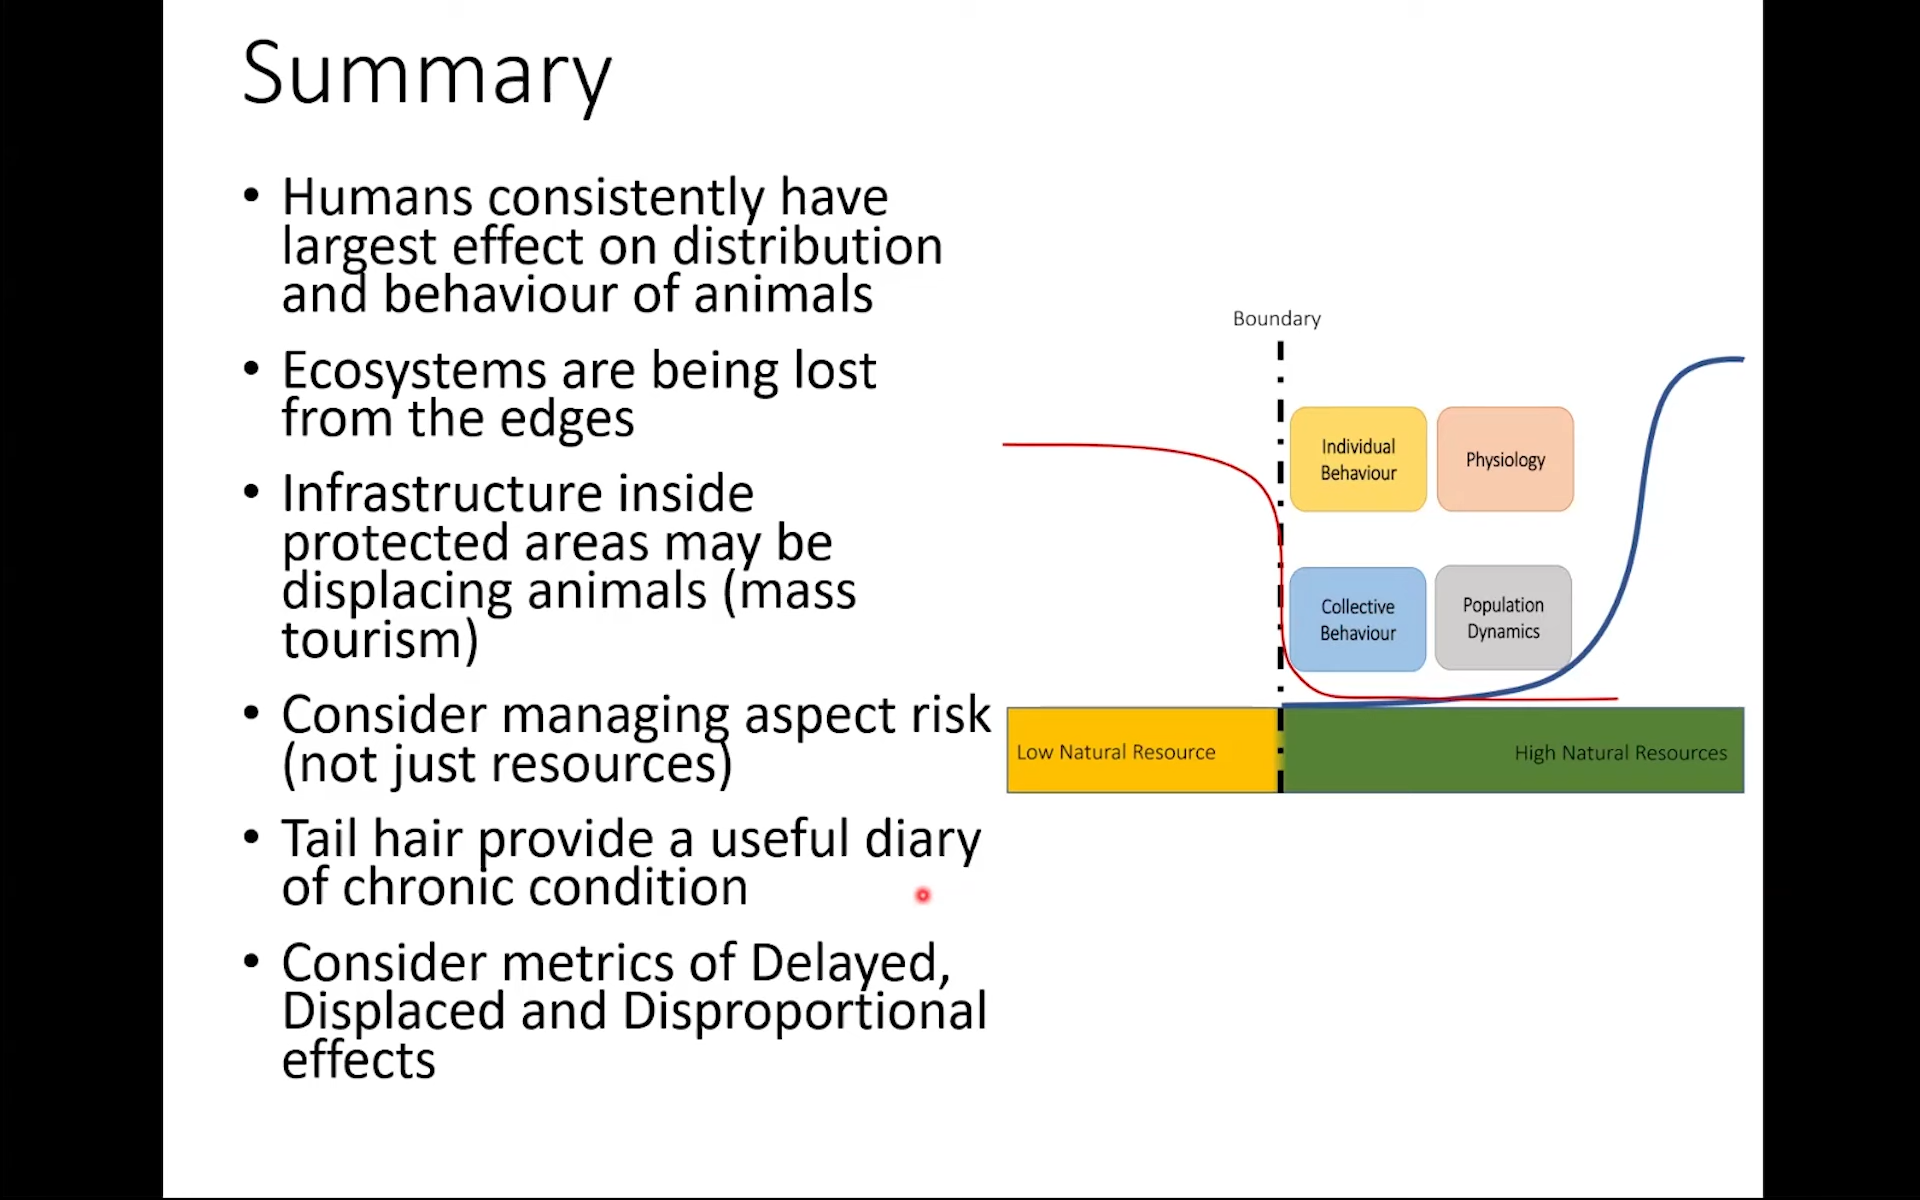 Summary
• Humans consistently have
largest effect on distribution
and behaviour of animals
• Ecosystems are being lost
from the edges
• Infrastructure inside
protected areas may be
displacing animals (mass
tourism)
• Consider managing aspect risk
(not just resources)
• Tail hair provide a useful diary
of chronic condition
• Consider metrics of Delayed,
Displaced and Disproportional
effects
Boundary
Individual
Behaviour
Physiology
Collective
Behaviour
Population
Dynamics
Low Natural Resource
High Natural Resources